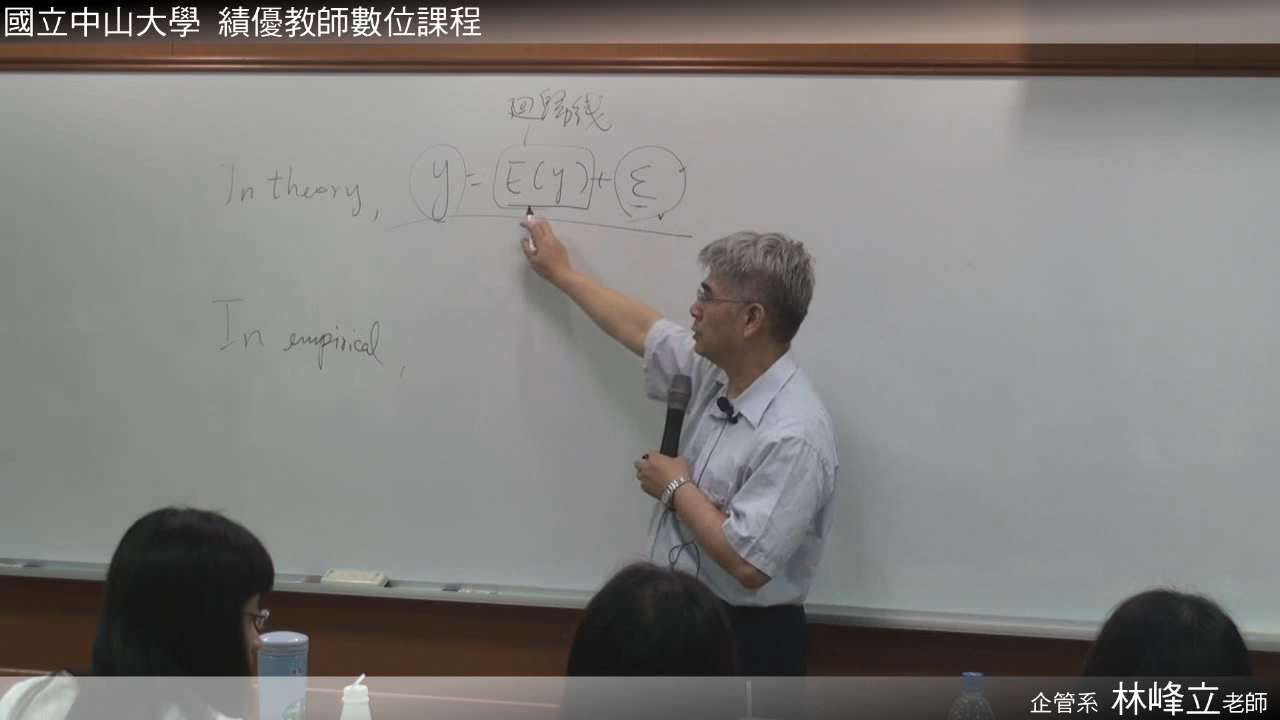 國立中山大學 績優教師數位課程
迴歸線
In theory, y = E(y) + ε
In empirical,
企管系 林峰立老師